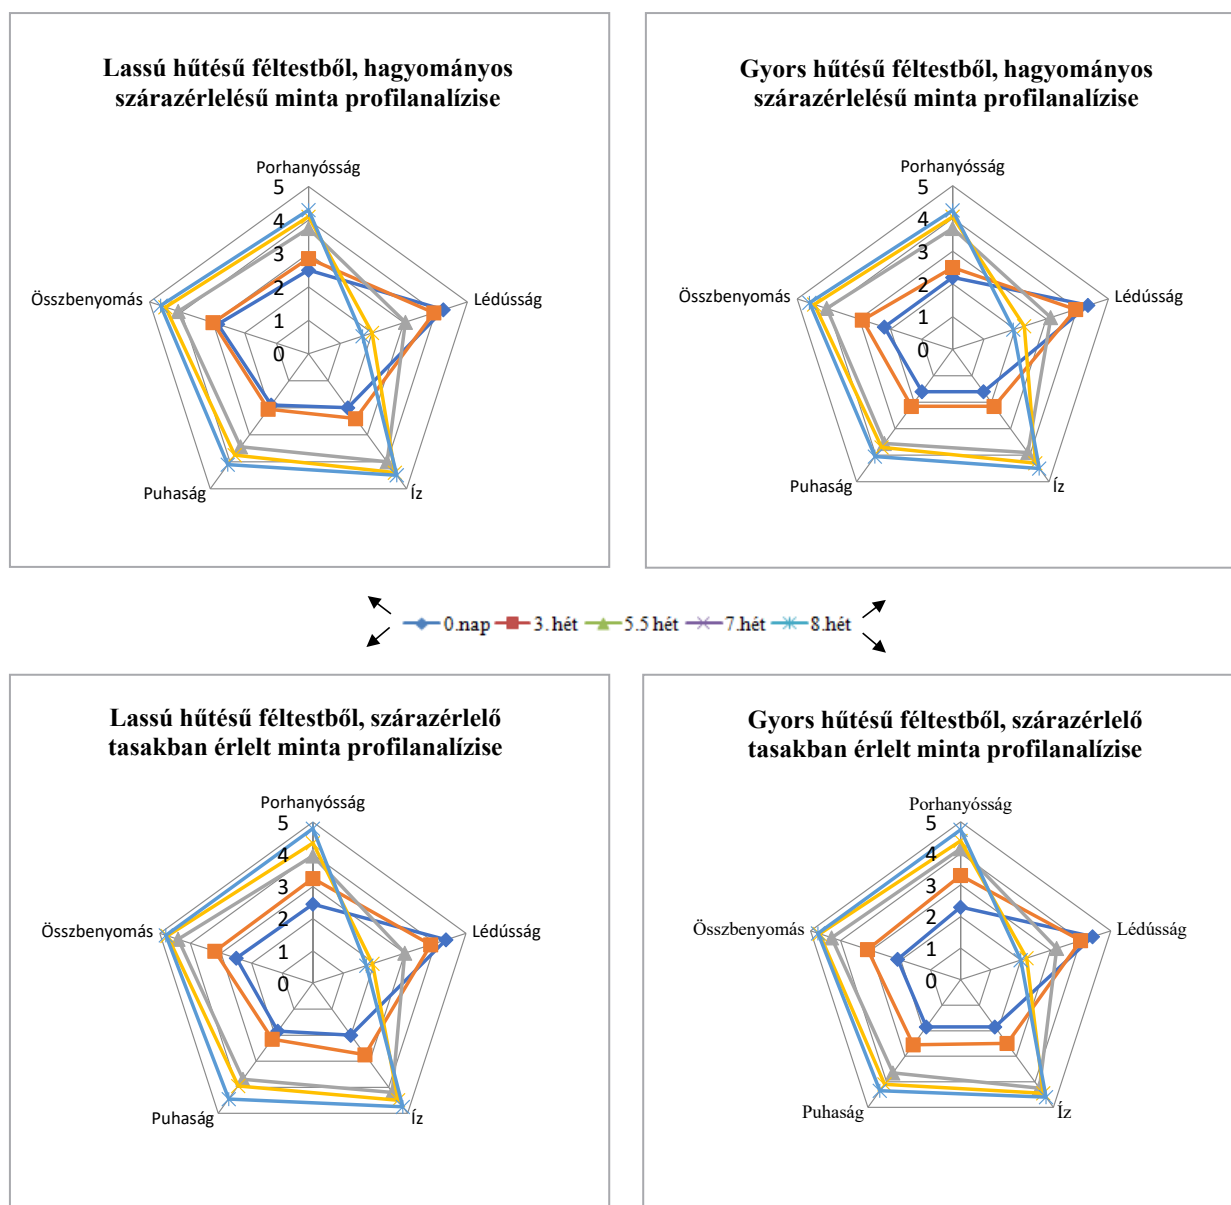 Lassú hűtésű féltestből, hagyományos
szárazérlelésű minta profilanalízise
Porhanyósság
5
4
3
2
1
0
Lédússág
Íz
Puhaság
Összbenyomás
Gyors hűtésű féltestből, hagyományos
szárazérlelésű minta profilanalízise
Porhanyósság
5
4
3
2
1
0
Lédússág
Íz
Puhaság
Összbenyomás
0.nap 3. hét 5.5 hét 7.hét 8.hét
Lassú hűtésű féltestből, szárazérlelő
tasakban érlelt minta profilanalízise
Porhanyósság
5
4
3
2
1
0
Lédússág
Íz
Puhaság
Összbenyomás
Gyors hűtésű féltestből, szárazérlelő
tasakban érlelt minta profilanalízise
Porhanyósság
5
4
3
2
1
0
Lédússág
Íz
Puhaság
Összbenyomás